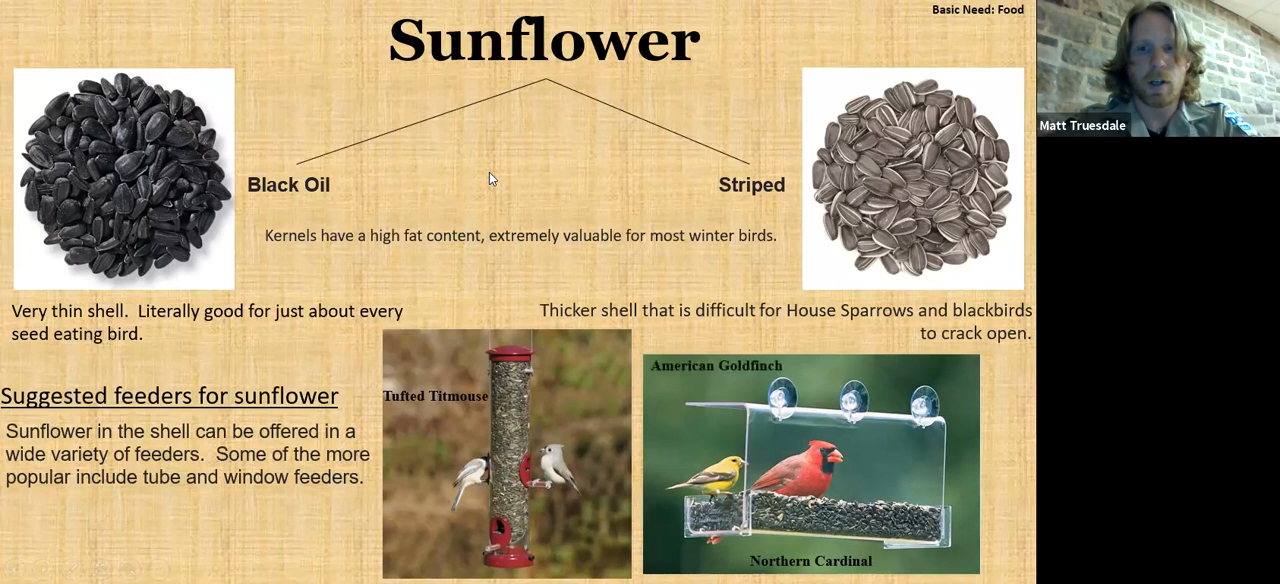 Basic Need: Food
Sunflower
Matt Truesdale
Black Oil
Striped
Kernels have a high fat content, extremely valuable for most winter birds.
Very thin shell.  Literally good for just about every
seed eating bird.
Thicker shell that is difficult for House Sparrows and blackbirds
to crack open.
Suggested feeders for sunflower
Sunflower in the shell can be offered in a
wide variety of feeders.  Some of the more
popular include tube and window feeders.
Tufted Titmouse
American Goldfinch
Northern Cardinal